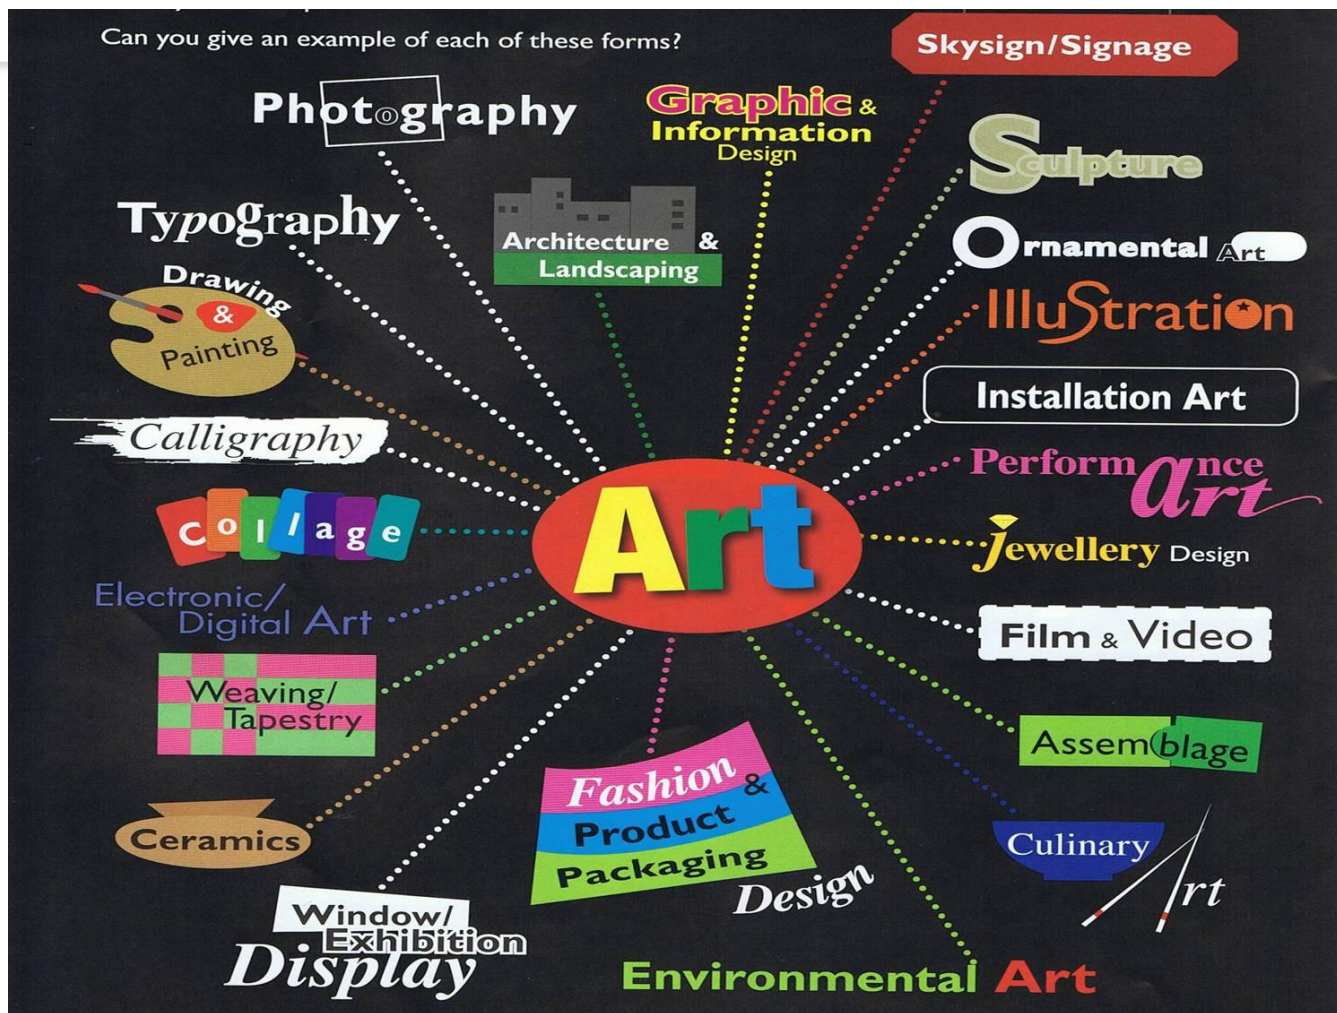 Can you give an example of each of these forms?
Skysign/Signage
Photography
Graphic &
Information
Design
Sculpture
Typography
Architecture &
Landscaping
Ornamental Art
Drawing
&
Painting
Illustration
Installation Art
Calligraphy
Performance
art
Collage
Art
Jewellery Design
Electronic/
Digital Art
Film & Video
Weaving/
Tapestry
Assemblage
Fashion
&
Product
Packaging
Design
Ceramics
Culinary
Art
Window/
Exhibition
Display
Environmental Art